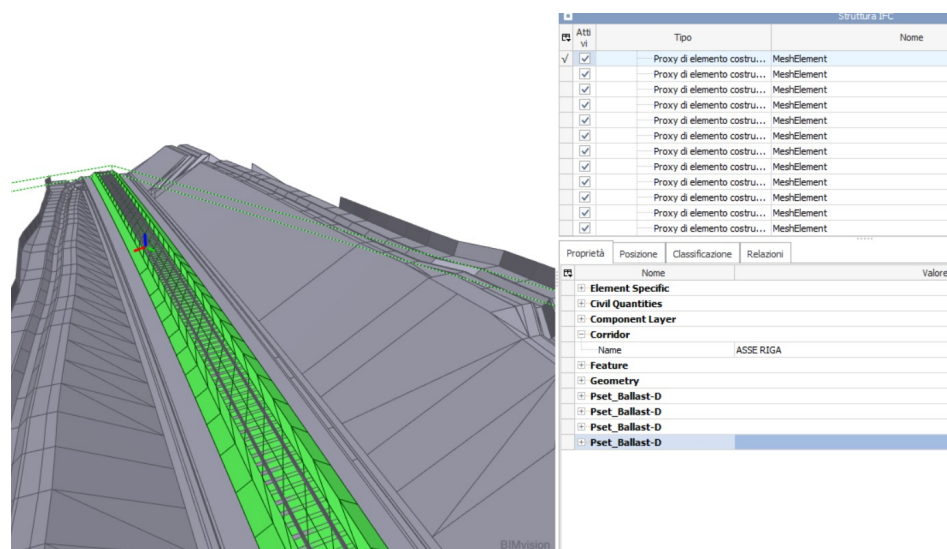 Struttura IFC
Atti
vi
Tipo
Nome
√ Proxy di elemento costru... MeshElement
Proxy di elemento costru... MeshElement
Proxy di elemento costru... MeshElement
Proxy di elemento costru... MeshElement
Proxy di elemento costru... MeshElement
Proxy di elemento costru... MeshElement
Proxy di elemento costru... MeshElement
Proxy di elemento costru... MeshElement
Proxy di elemento costru... MeshElement
Proxy di elemento costru... MeshElement
Proxy di elemento costru... MeshElement
Proxy di elemento costru... MeshElement
Proprietà Posizione Classificazione Relazioni
Nome Valore
Element Specific
Civil Quantities
Component Layer
Corridor
Name ASSE RIGA
Feature
Geometry
Pset_Ballast-D
Pset_Ballast-D
Pset_Ballast-D
Pset_Ballast-D
BIMvision